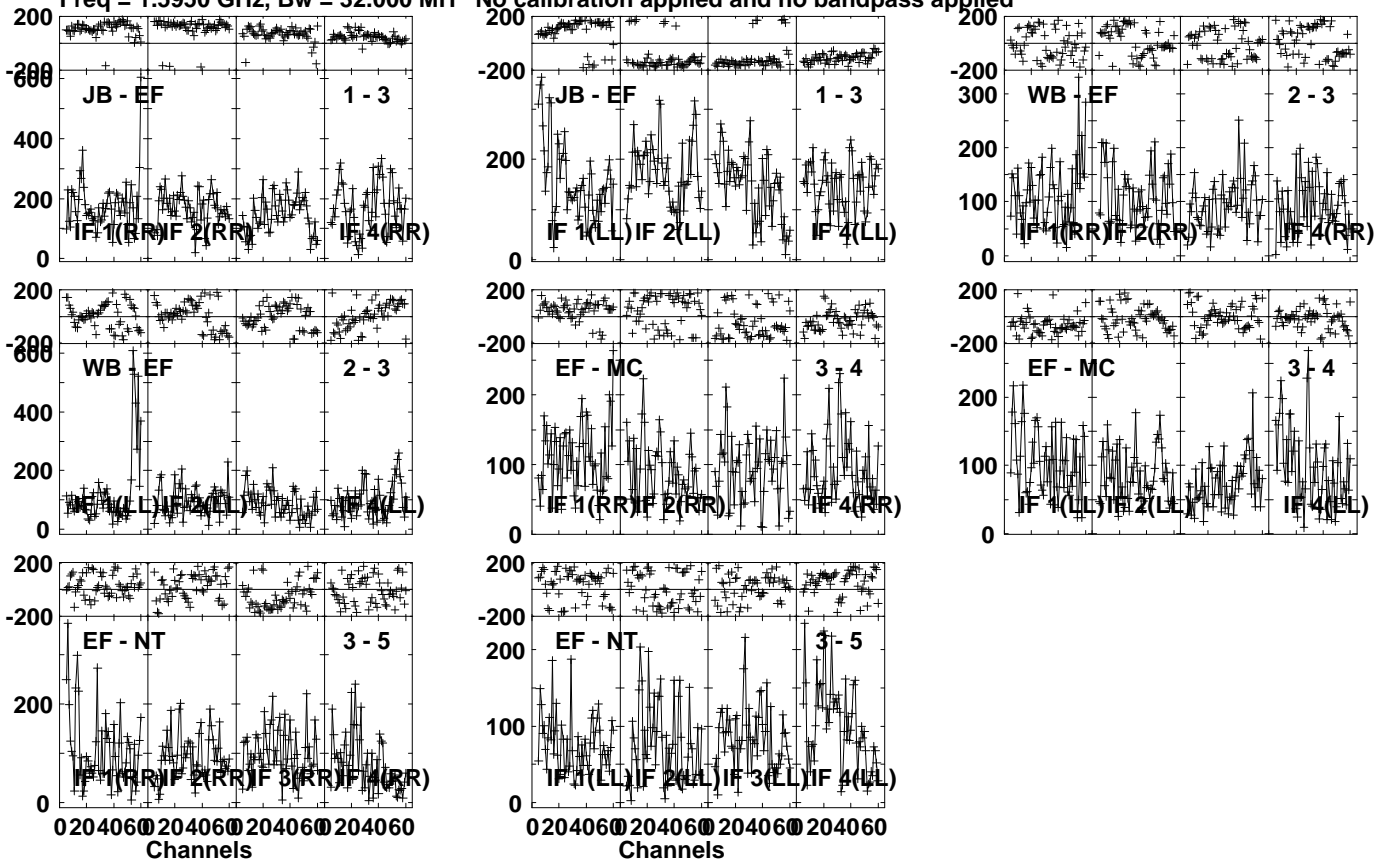 Freq = 1.5950 GHz, Bw = 32.000 MH No calibration applied and no bandpass applied
200
-200
600
400
200
0
JB - EF
1 - 3
IF 1(RR) IF 2(RR) IF 4(RR)
200
-200
200
0
JB - EF
1 - 3
IF 1(LL) IF 2(LL) IF 4(LL)
200
-200
300
200
100
0
WB - EF
2 - 3
IF 1(RR) IF 2(RR) IF 4(RR)
200
-200
600
400
200
0
WB - EF
2 - 3
IF 1(LL) IF 2(LL) IF 4(LL)
200
-200
200
100
0
EF - MC
3 - 4
IF 1(RR) IF 2(RR) IF 4(RR)
200
-200
200
100
0
EF - MC
3 - 4
IF 1(LL) IF 2(LL) IF 4(LL)
200
-200
200
0
EF - NT
3 - 5
IF 1(RR) IF 2(RR) IF 3(RR) IF 4(RR)
0 20 40 60 0 20 40 60 0 20 40 60 0 20 40 60
Channels
200
-200
200
100
0
EF - NT
3 - 5
IF 1(LL) IF 2(LL) IF 3(LL) IF 4(LL)
0 20 40 60 0 20 40 60 0 20 40 60 0 20 40 60
Channels